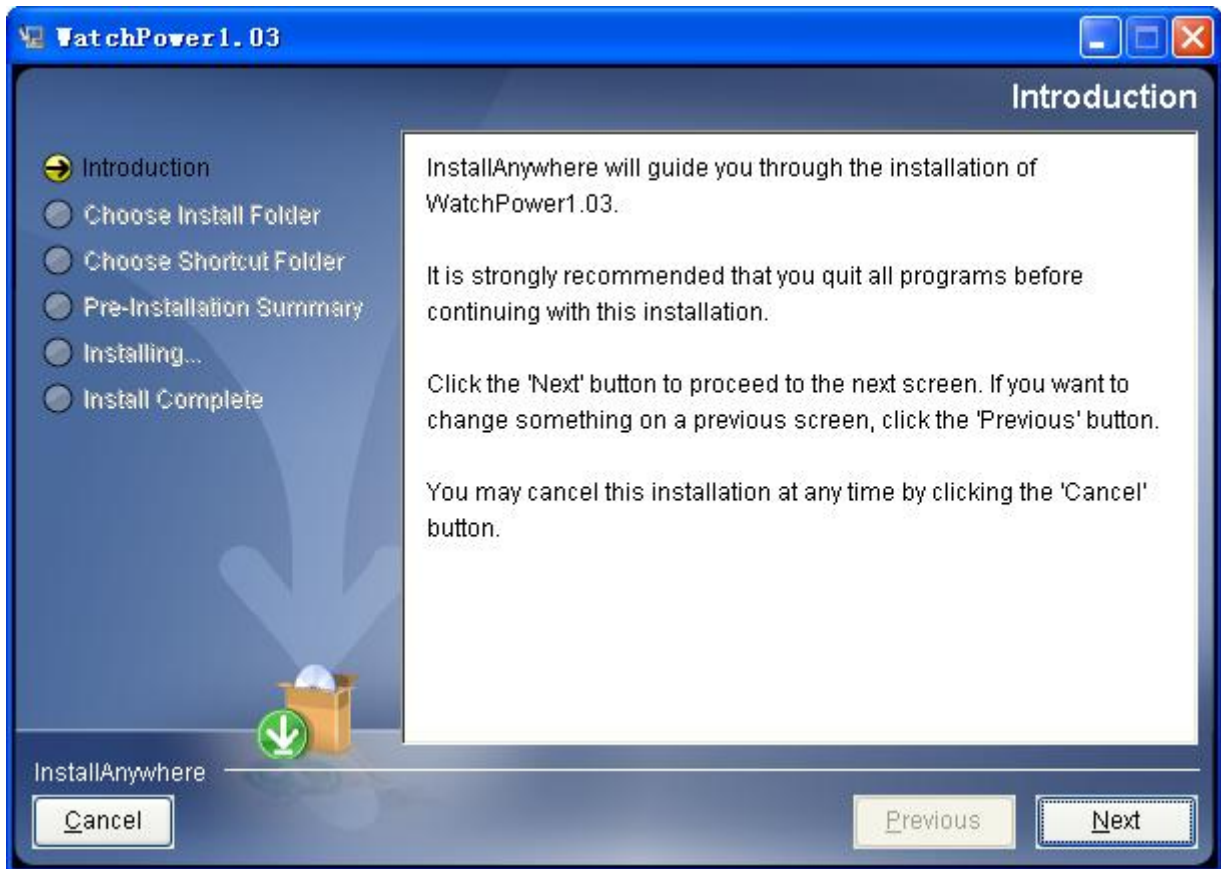 WatchPower1.03
Introduction
Introduction
Choose Install Folder
Choose Shortcut Folder
Pre-Installation Summary
Installing...
Install Complete
InstallAnywhere will guide you through the installation of
WatchPower1.03.
It is strongly recommended that you quit all programs before
continuing with this installation.
Click the 'Next' button to proceed to the next screen. If you want to
change something on a previous screen, click the 'Previous' button.
You may cancel this installation at any time by clicking the 'Cancel'
button.
InstallAnywhere
Cancel
Previous
Next